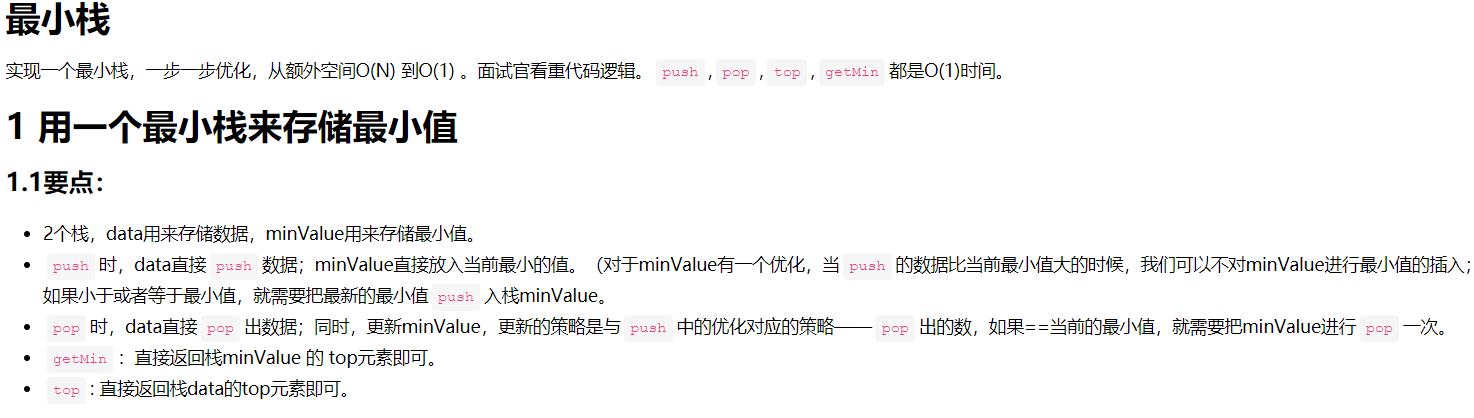 最小栈
实现一个最小栈，一步一步优化，从额外空间O(N) 到O(1) 。面试官看重代码逻辑。 push , pop , top , getMin 都是O(1)时间。
1 用一个最小栈来存储最小值
1.1要点：
• 2个栈，data用来存储数据，minValue用来存储最小值。
• push 时，data直接 push 数据；minValue直接放入当前最小的值。（对于minValue有一个优化，当 push 的数据比当前最小值大的时候，我们可以不对minValue进行最小值的插入；
如果小于或者等于最小值，就需要把最新的最小值 push 入栈minValue。
• pop 时，data直接 pop 出数据；同时，更新minValue，更新的策略是与 push 中的优化对应的策略—— pop 出的数，如果==当前的最小值，就需要把minValue进行 pop 一次。
• getMin ：直接返回栈minValue 的 top元素即可。
• top : 直接返回栈data的top元素即可。